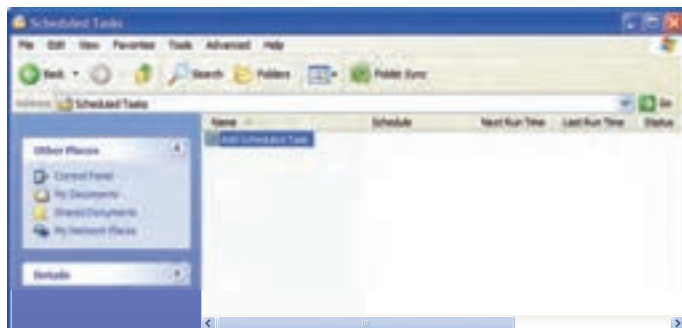 Scheduled Tasks
File Edit View Favorites Tools Advanced Help
Back Search Folders Folder Sync
Address Scheduled Tasks Go
Name Schedule Next Run Time Last Run Time Status
Add Scheduled Task
Other Places
Control Panel
My Documents
Shared Documents
My Network Places
Details